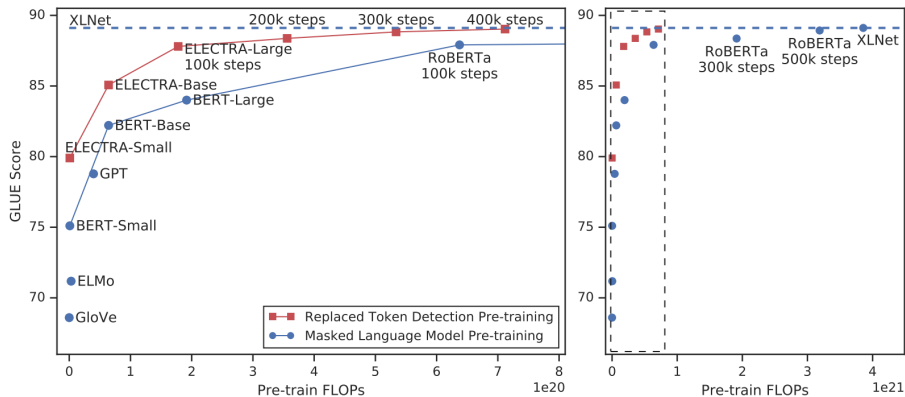 XLNet
200k steps
300k steps
400k steps
ELECTRA-Large
100k steps
RoBERTa
100k steps
ELECTRA-Base
BERT-Large
BERT-Base
ELECTRA-Small
GPT
BERT-Small
ELMo
GloVe
Replaced Token Detection Pre-training
Masked Language Model Pre-training
90
85
80
75
70
GLUE Score
0
1
2
3
4
5
6
7
8
1e20
Pre-train FLOPs
RoBERTa
300k steps
RoBERTa
500k steps
XLNet
90
85
80
75
70
0
1
2
3
4
1e21
Pre-train FLOPs